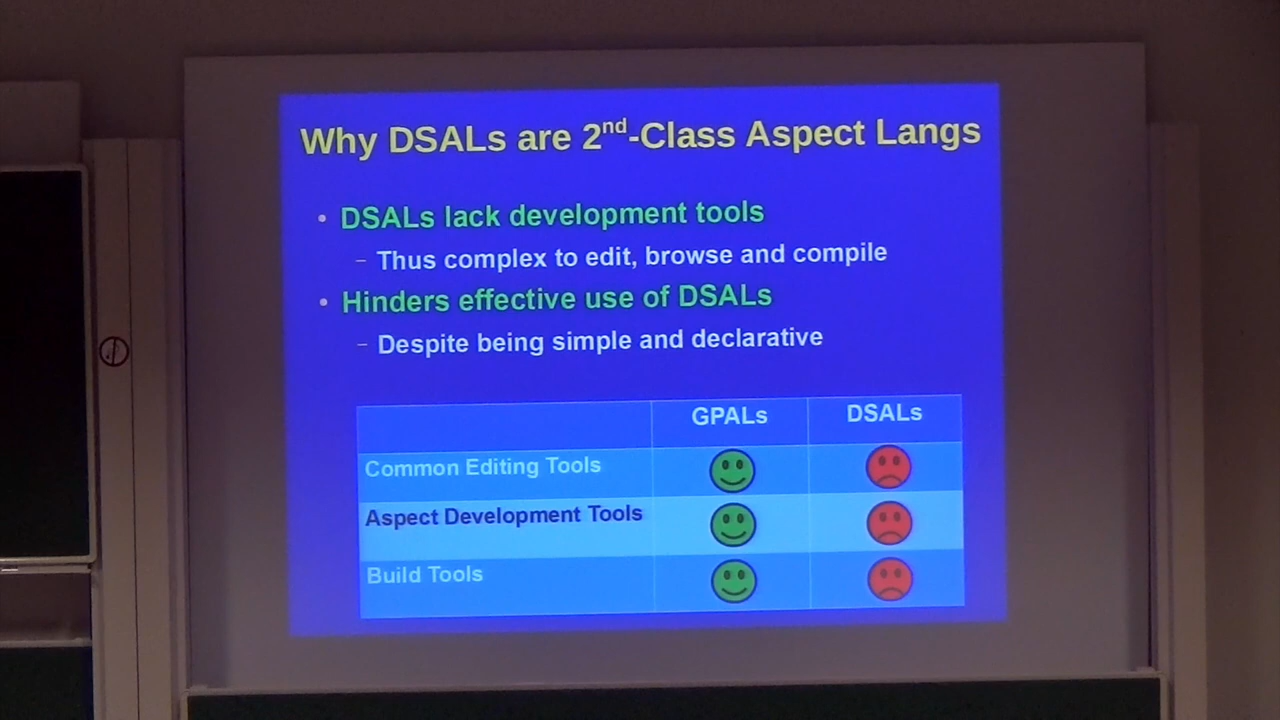 Why DSALs are 2nd-Class Aspect Langs
• DSALs lack development tools
– Thus complex to edit, browse and compile
• Hinders effective use of DSALs
– Despite being simple and declarative
GPALs DSALs
Common Editing Tools
Aspect Development Tools
Build Tools